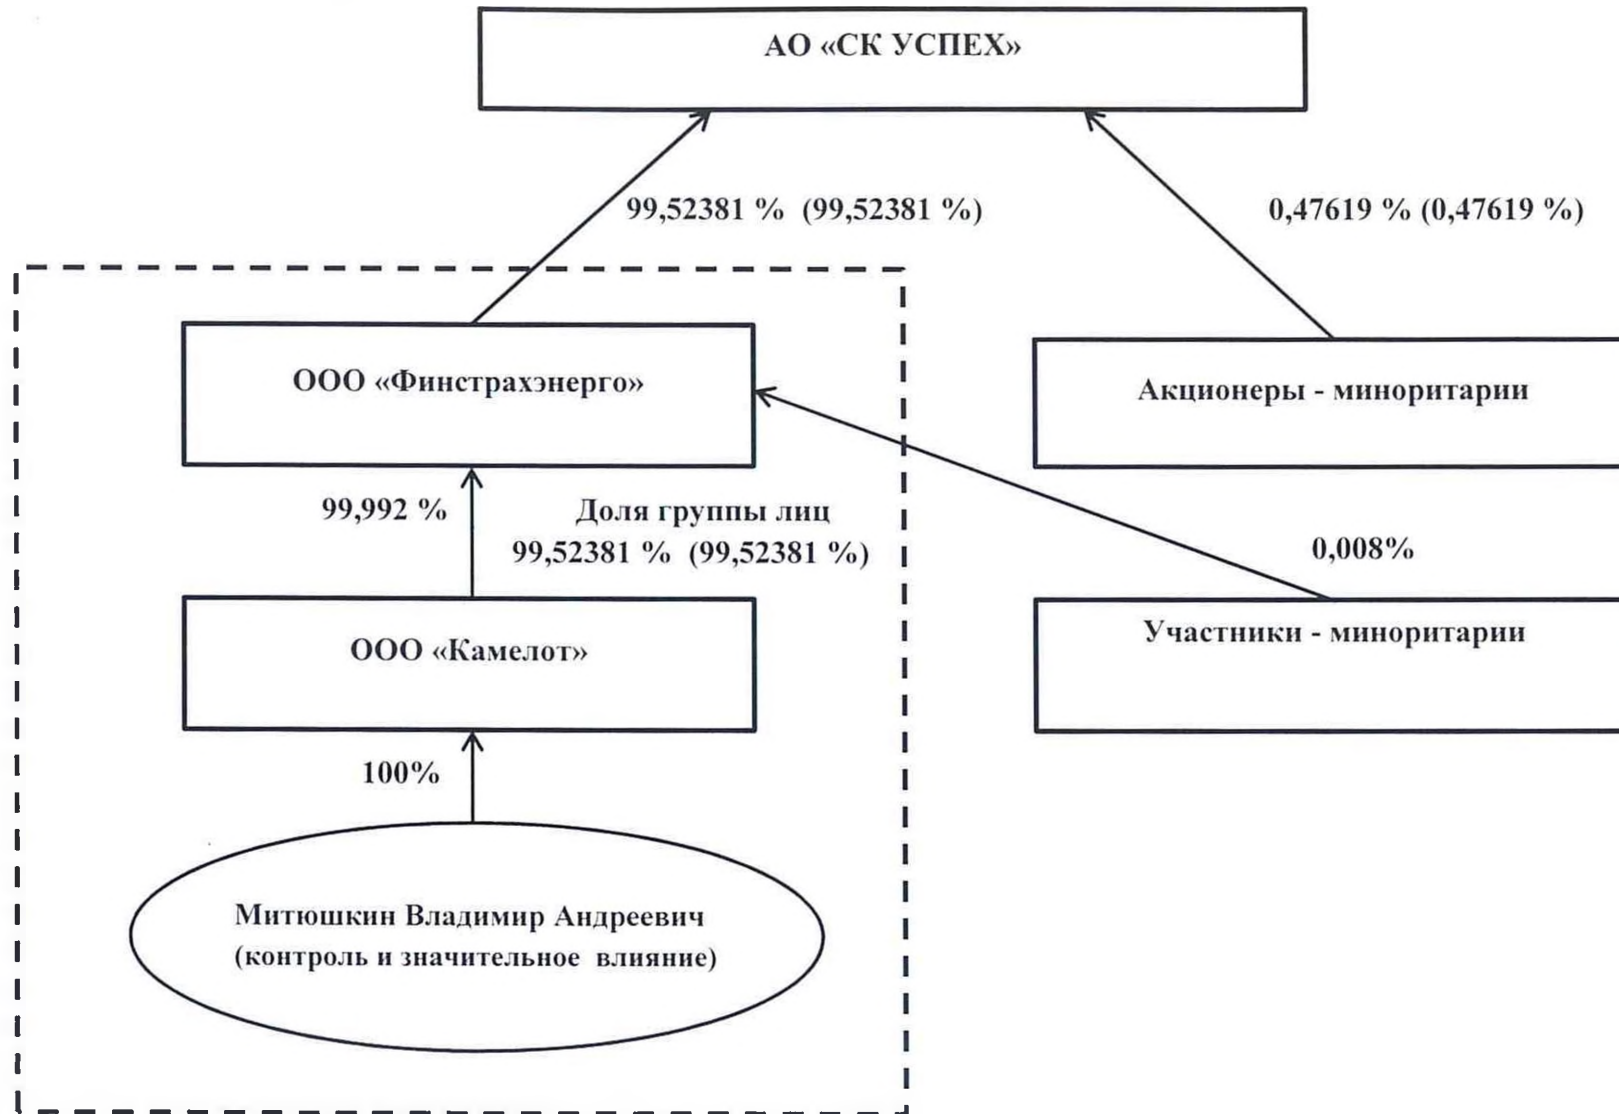 АО «СК УСПЕХ»
99,52381 % (99,52381 %)
0,47619 % (0,47619 %)
ООО «Финстрахэнерго»
Акционеры - миноритарии
99,992 %
Доля группы лиц
99,52381 % (99,52381 %)
0,008%
ООО «Камелот»
Участники - миноритарии
100%
Митюшкин Владимир Андреевич
(контроль и значительное влияние)